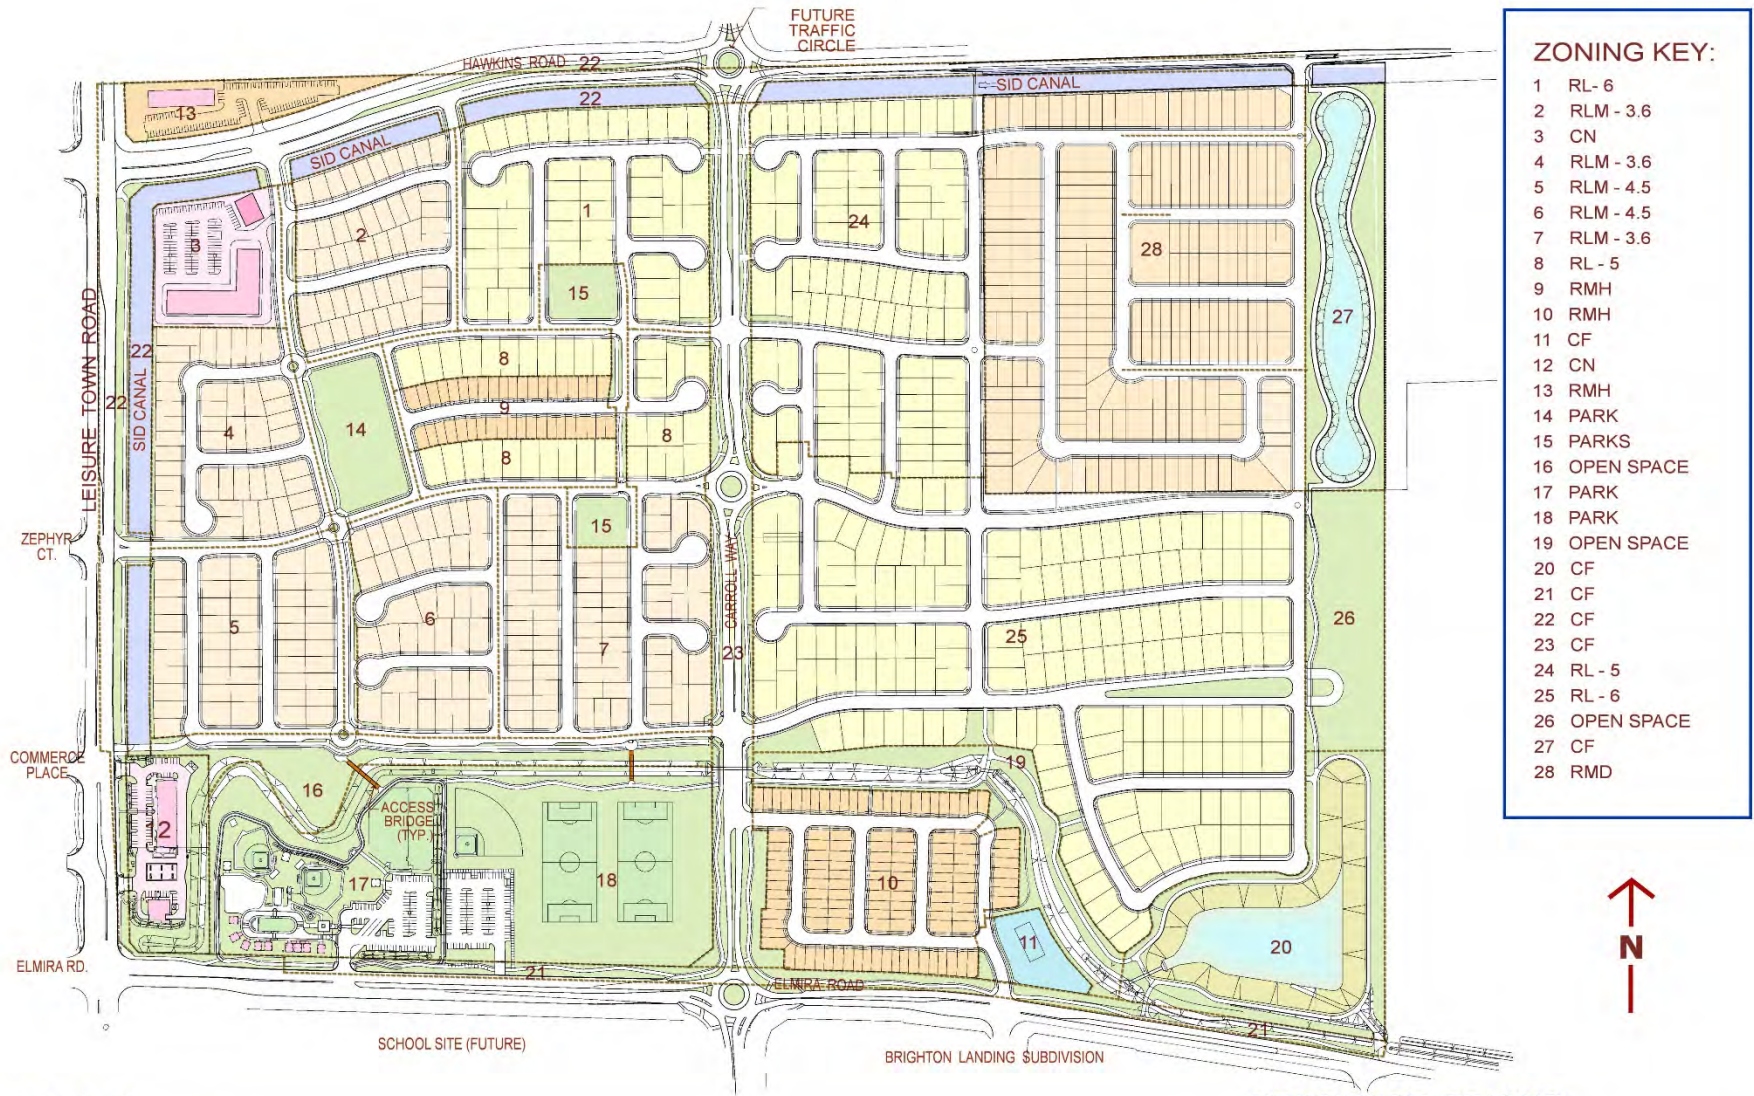 FUTURE
TRAFFIC
CIRCLE
HAWKINS ROAD 22
22
SID CANAL
SID CANAL
13
3
2
1
15
24
28
27
LEISURE TOWN ROAD
22
22
SID CANAL
4
14
8
9
8
8
15
ZEPHYR
CT.
5
6
7
CARROLL WAY
23
25
26
COMMERCE
PLACE
16
ACCESS
BRIDGE
(TYP.)
2
17
18
19
10
11
20
ELMIRA RD.
21
ELMIRA ROAD
21
SCHOOL SITE (FUTURE)
BRIGHTON LANDING SUBDIVISION
ZONING KEY:
1 RL - 6
2 RLM - 3.6
3 CN
4 RLM - 3.6
5 RLM - 4.5
6 RLM - 4.5
7 RLM - 3.6
8 RL - 5
9 RMH
10 RMH
11 CF
12 CN
13 RMH
14 PARK
15 PARKS
16 OPEN SPACE
17 PARK
18 PARK
19 OPEN SPACE
20 CF
21 CF
22 CF
23 CF
24 RL - 5
25 RL - 6
26 OPEN SPACE
27 CF
28 RMD
N